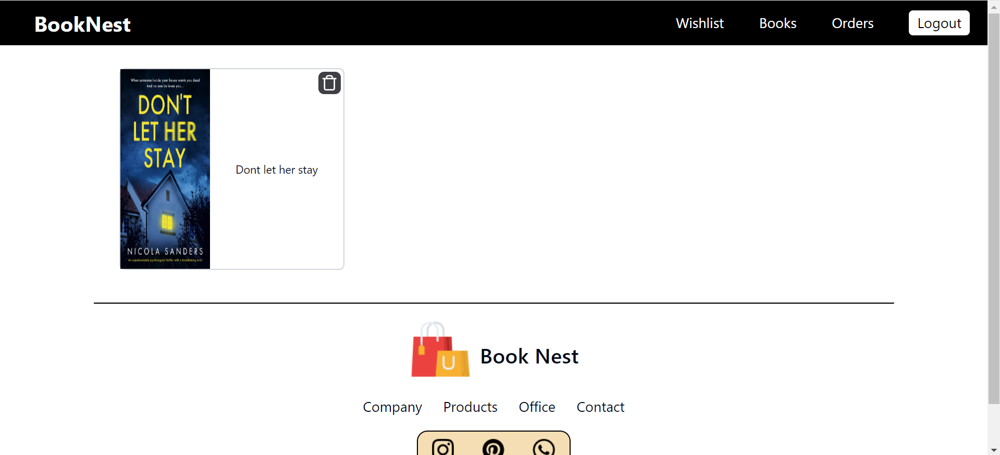 BookNest
Wishlist
Books
Orders
Logout
When someone inside your house wants you dead
And no one believes you...
DON'T
LET HER
STAY
NICOLA SANDERS
An unputdownable psychological thriller with a breathtaking twist
Dont let her stay
U
Book Nest
Company
Products
Office
Contact